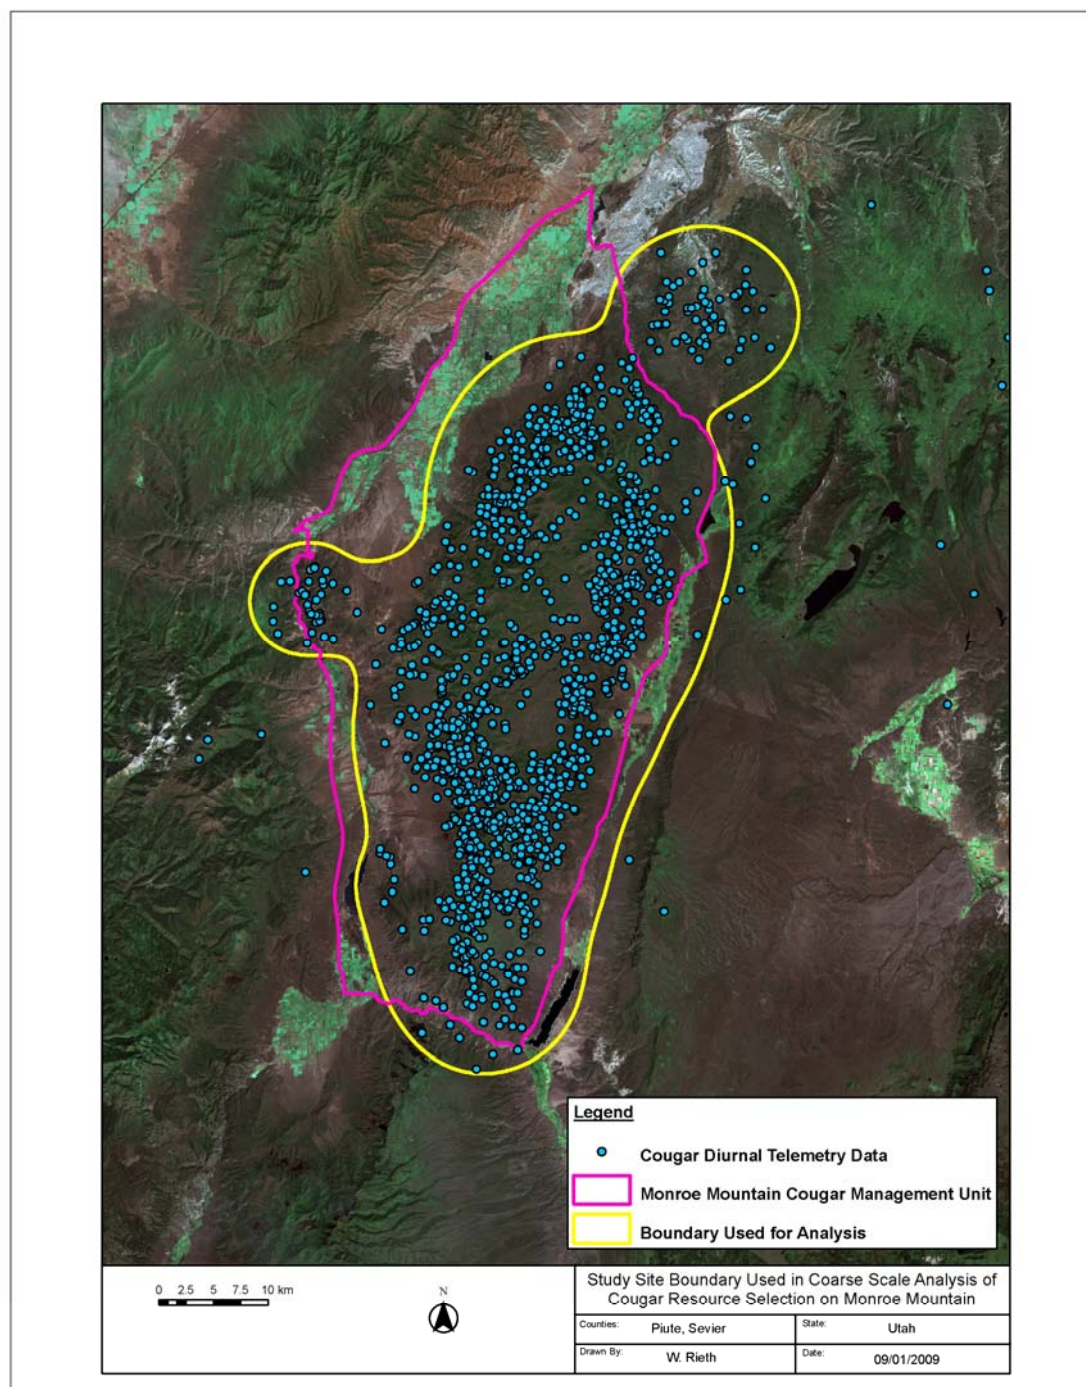 Legend
Cougar Diurnal Telemetry Data
Monroe Mountain Cougar Management Unit
Boundary Used for Analysis
0 2.5 5 7.5 10 km
N
Study Site Boundary Used in Coarse Scale Analysis of
Cougar Resource Selection on Monroe Mountain
Counties: Piute, Sevier
State: Utah
Drawn By: W. Rieth
Date: 09/01/2009